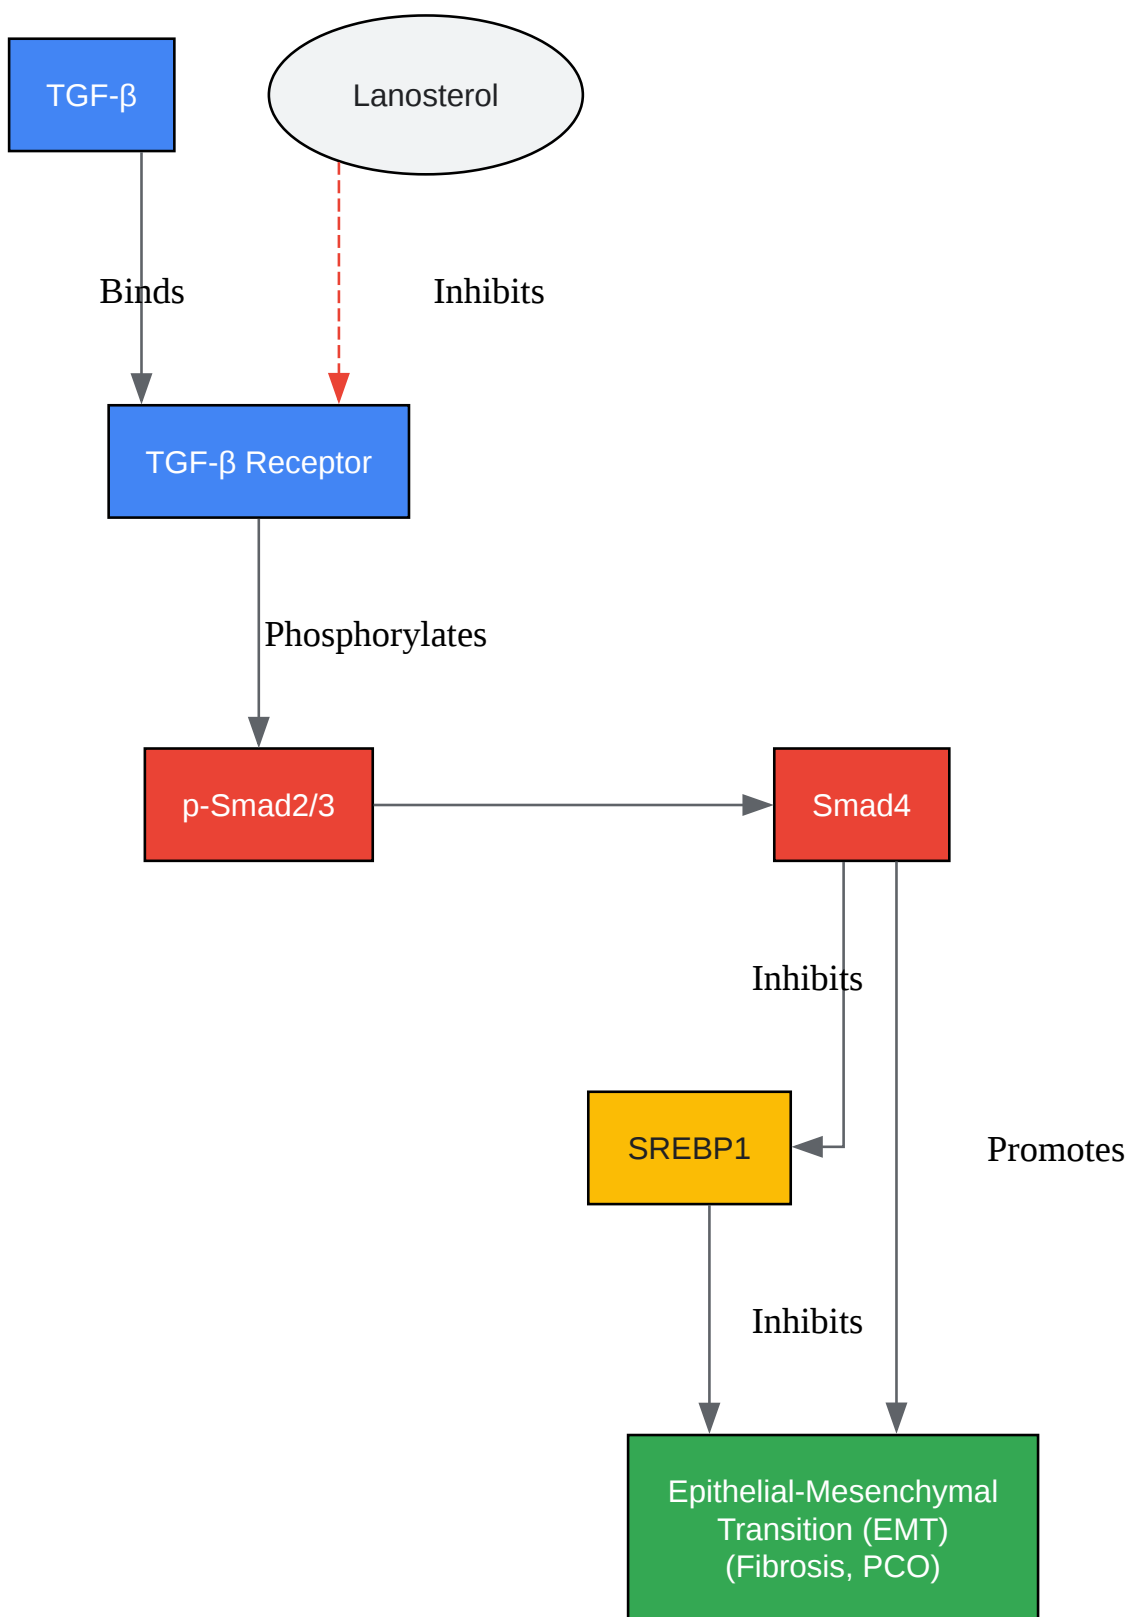 TGF-β
Lanosterol
Binds
Inhibits
TGF-β Receptor
Phosphorylates
p-Smad2/3
Smad4
Inhibits
SREBP1
Promotes
Inhibits
Epithelial-Mesenchymal
Transition (EMT)
(Fibrosis, PCO)